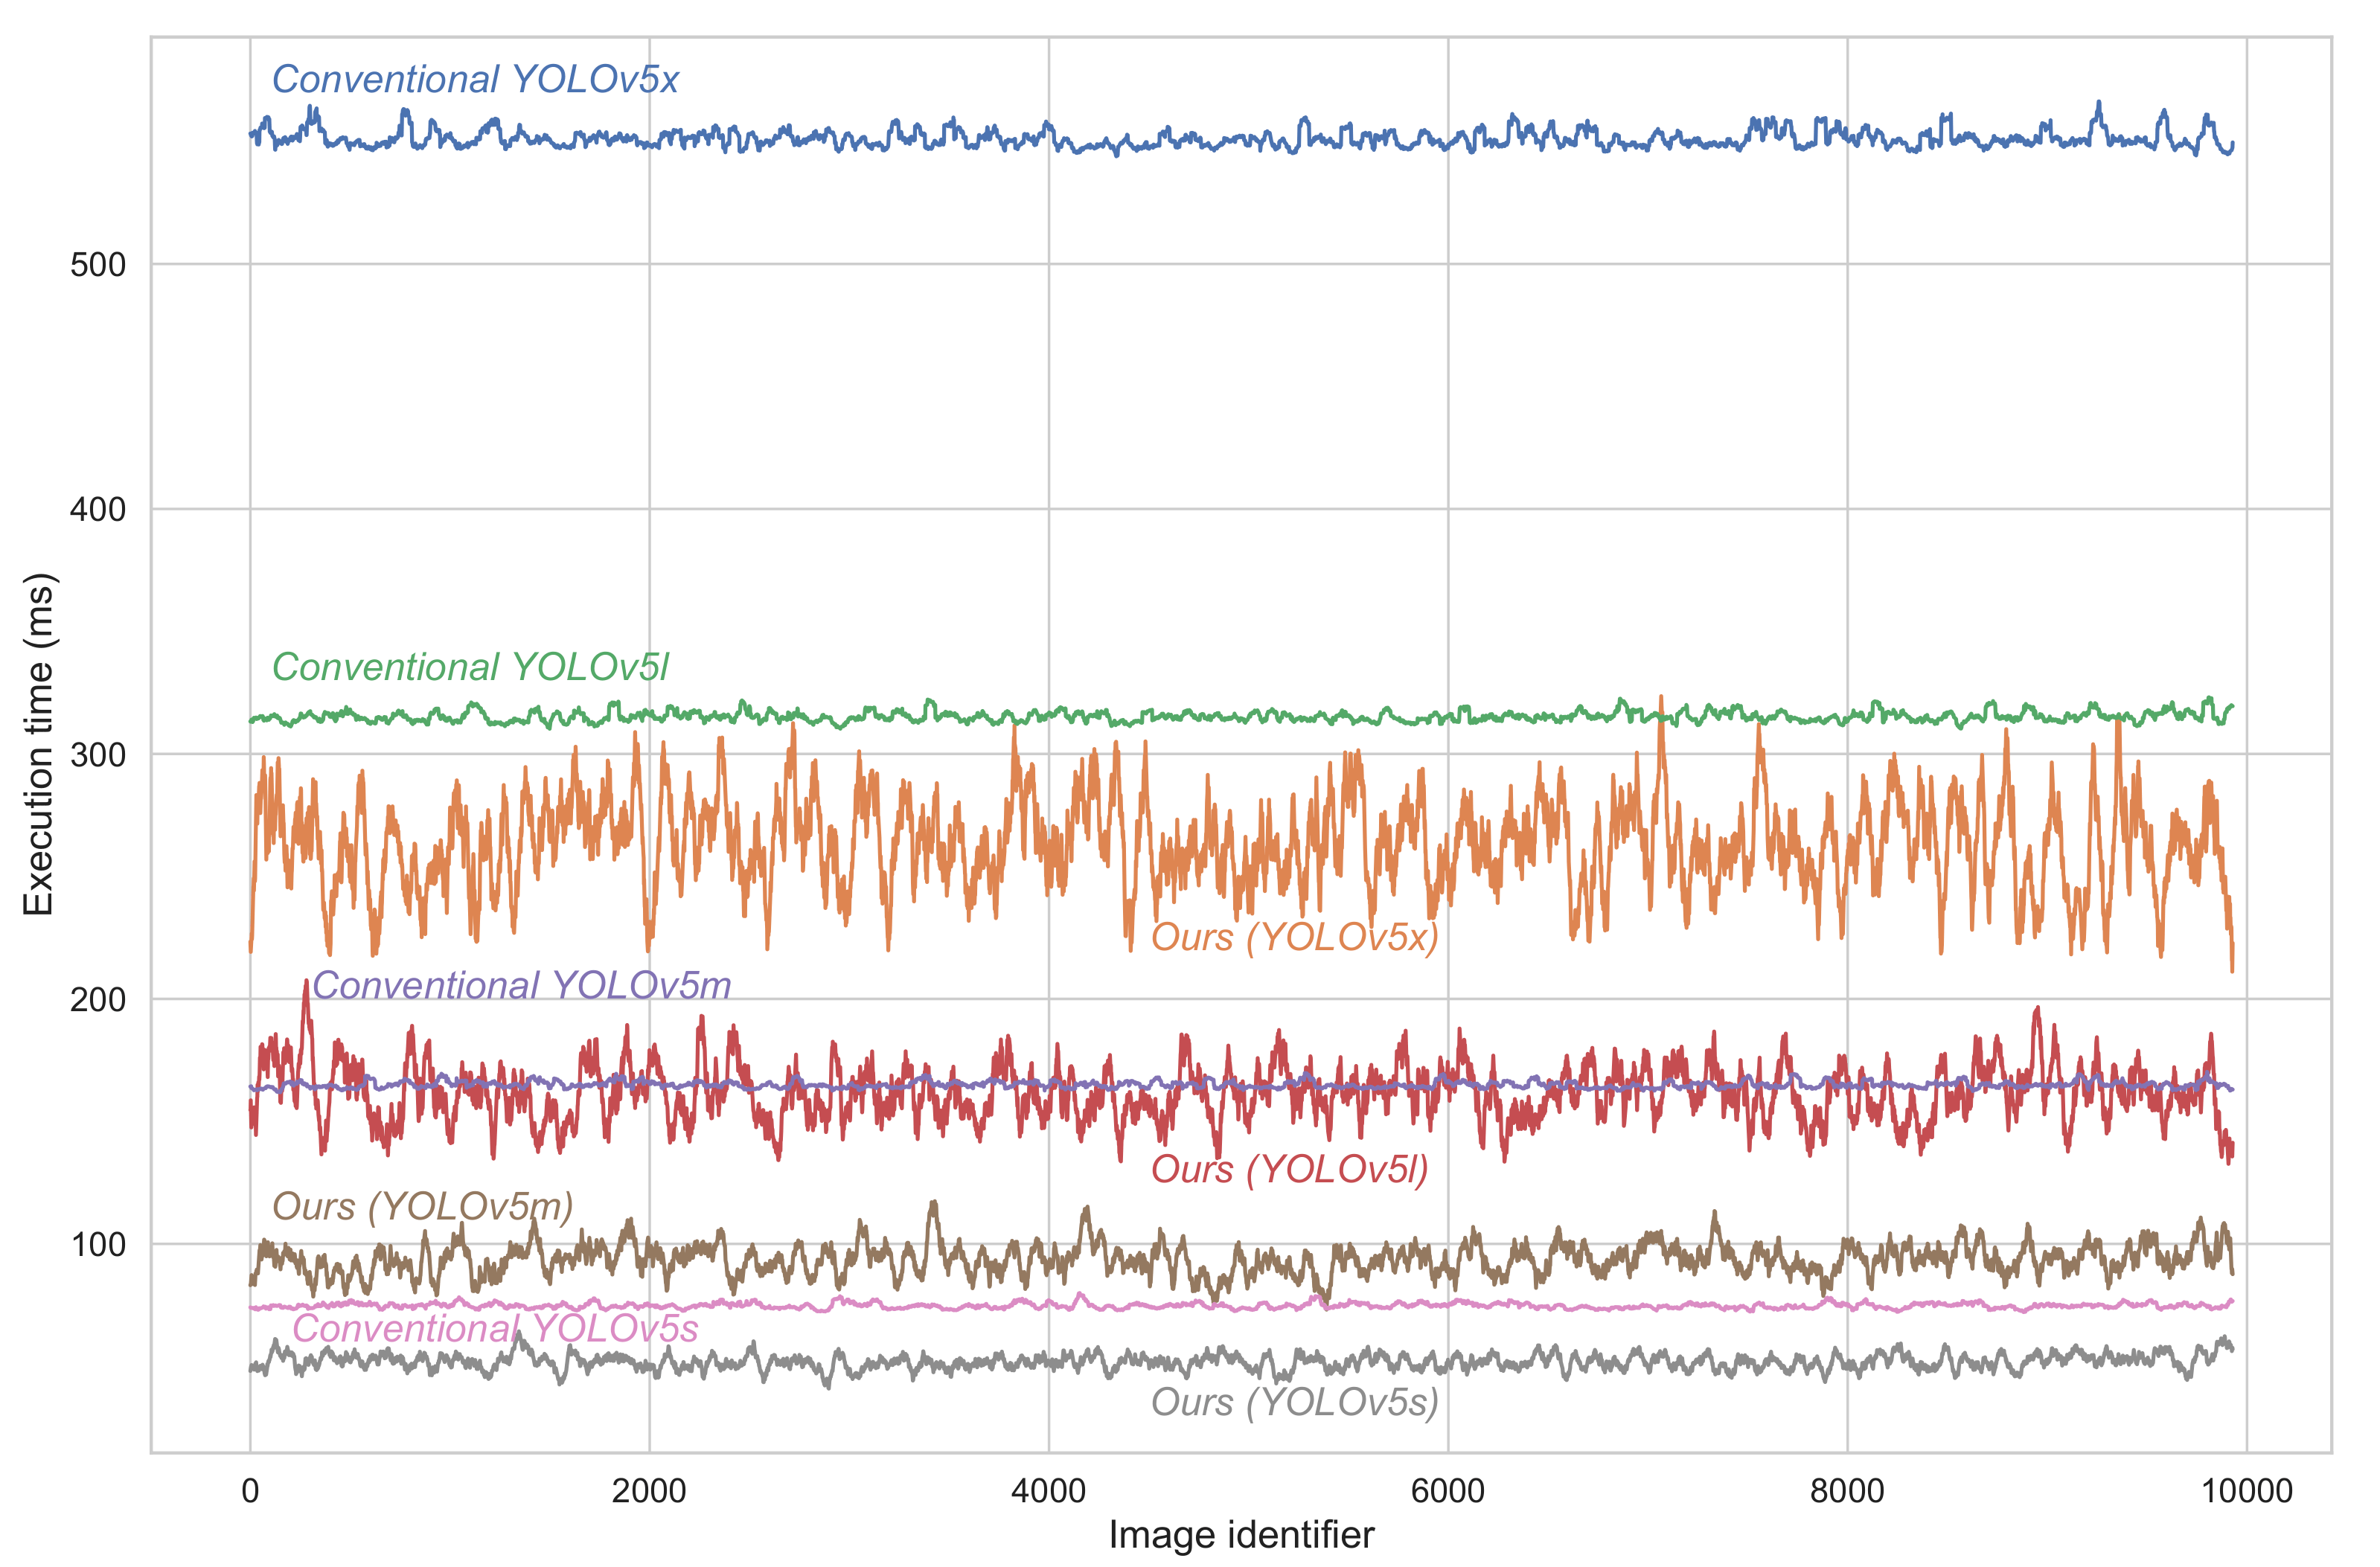 Conventional YOLOv5x
500
400
Execution time (ms)
Conventional YOLOv5l
300
Ours (YOLOv5x)
Conventional YOLOv5m
200
Ours (YOLOv5l)
Ours (YOLOv5m)
100
Conventional YOLOv5s
Ours (YOLOv5s)
0 2000 4000 6000 8000 10000
Image identifier